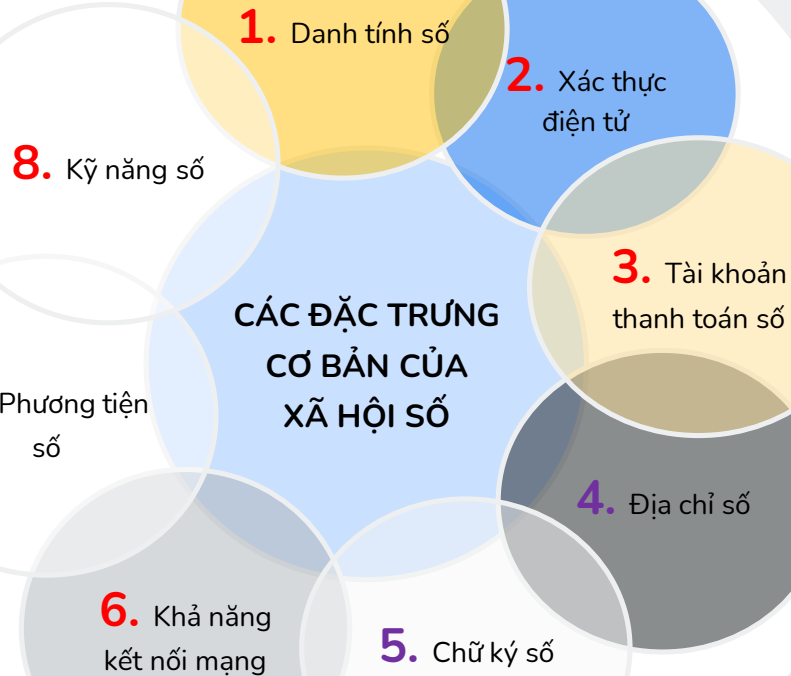 1. Danh tính số
2. Xác thực
điện tử
3. Tài khoản
thanh toán số
4. Địa chỉ số
5. Chữ ký số
6. Khả năng
kết nối mạng
Phương tiện
số
8. Kỹ năng số
CÁC ĐẶC TRƯNG
CƠ BẢN CỦA
XÃ HỘI SỐ